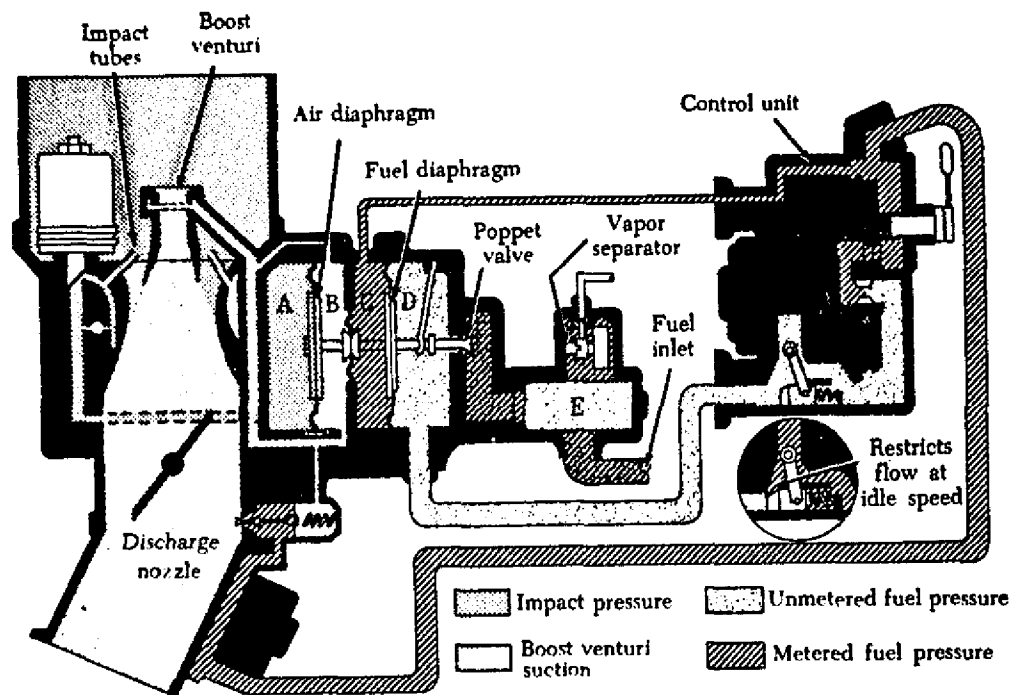 Impact
tubes
Boost
venturi
Air diaphragm
Fuel diaphragm
Poppet
valve
Vapor
separator
Control unit
Fuel
inlet
A
B
C
D
E
Restricts
flow at
idle speed
Discharge
nozzle
Impact pressure
Unmetered fuel pressure
Boost venturi
suction
Metered fuel pressure